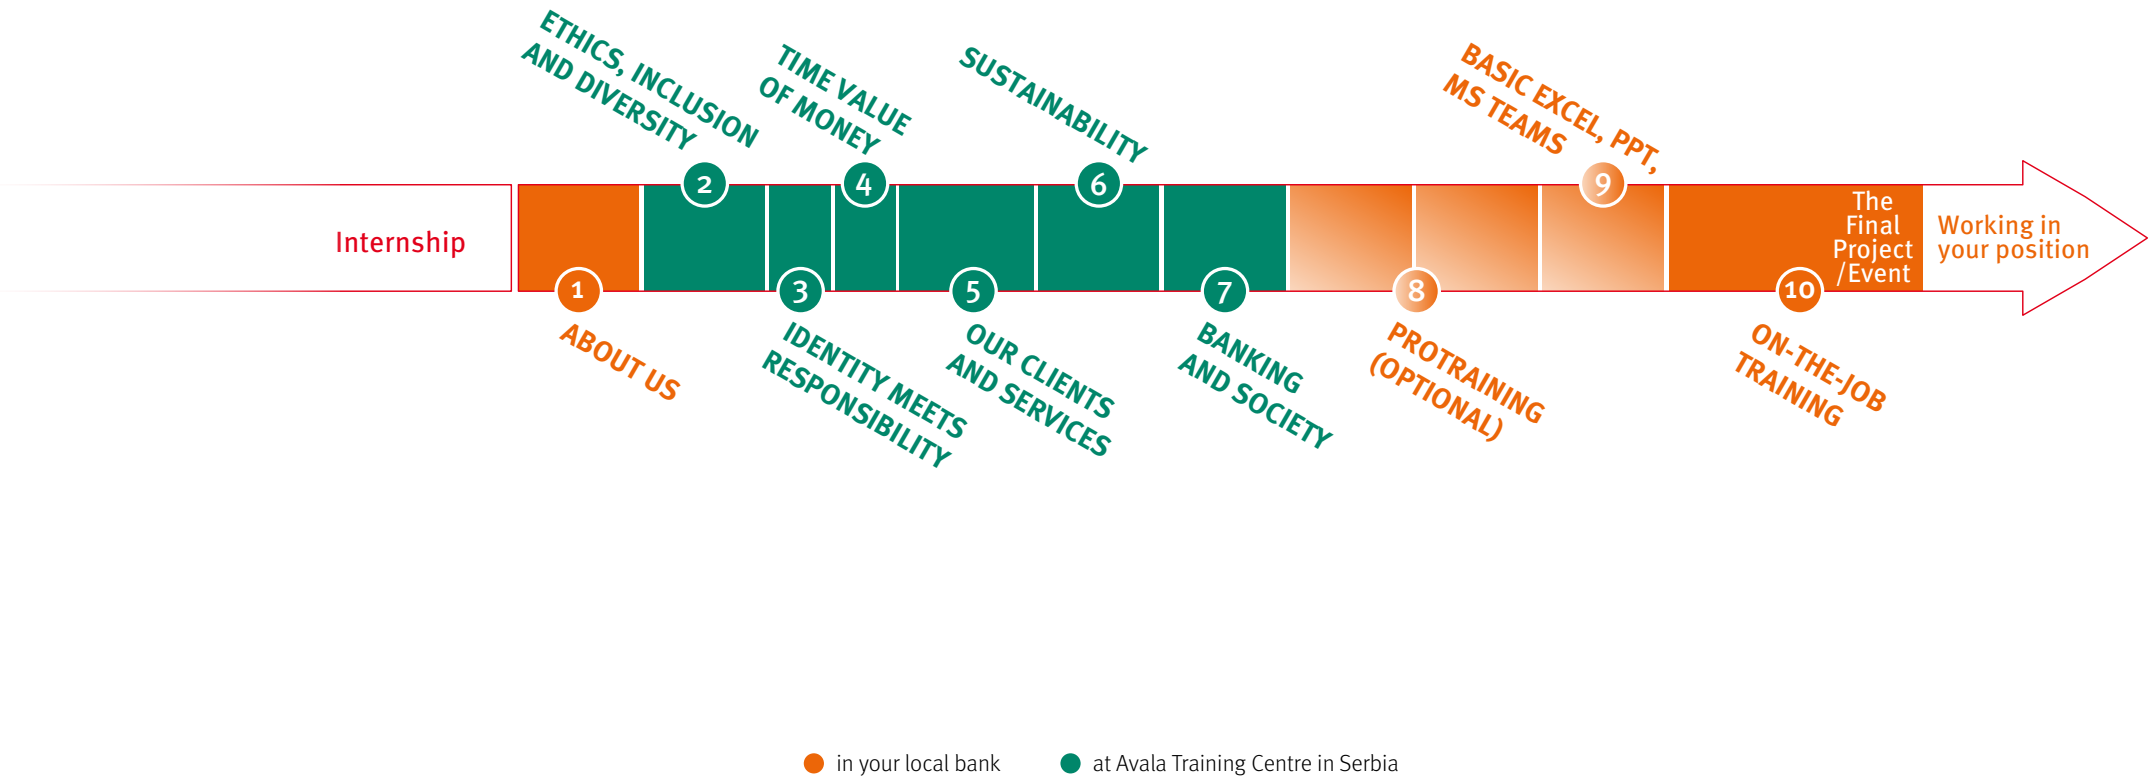 ETHICS, INCLUSION
AND DIVERSITY
TIME VALUE
OF MONEY
SUSTAINABILITY
BASIC EXCEL, PPT,
MS TEAMS
2
4
6
9
Internship
The
Final
Project
/Event
Working in
your position
1
3
5
7
8
10
ABOUT US
IDENTITY MEETS
RESPONSIBILITY
OUR CLIENTS
AND SERVICES
BANKING
AND SOCIETY
PROTRAINING
(OPTIONAL)
ON-THE-JOB
TRAINING
in your local bank
at Avala Training Centre in Serbia